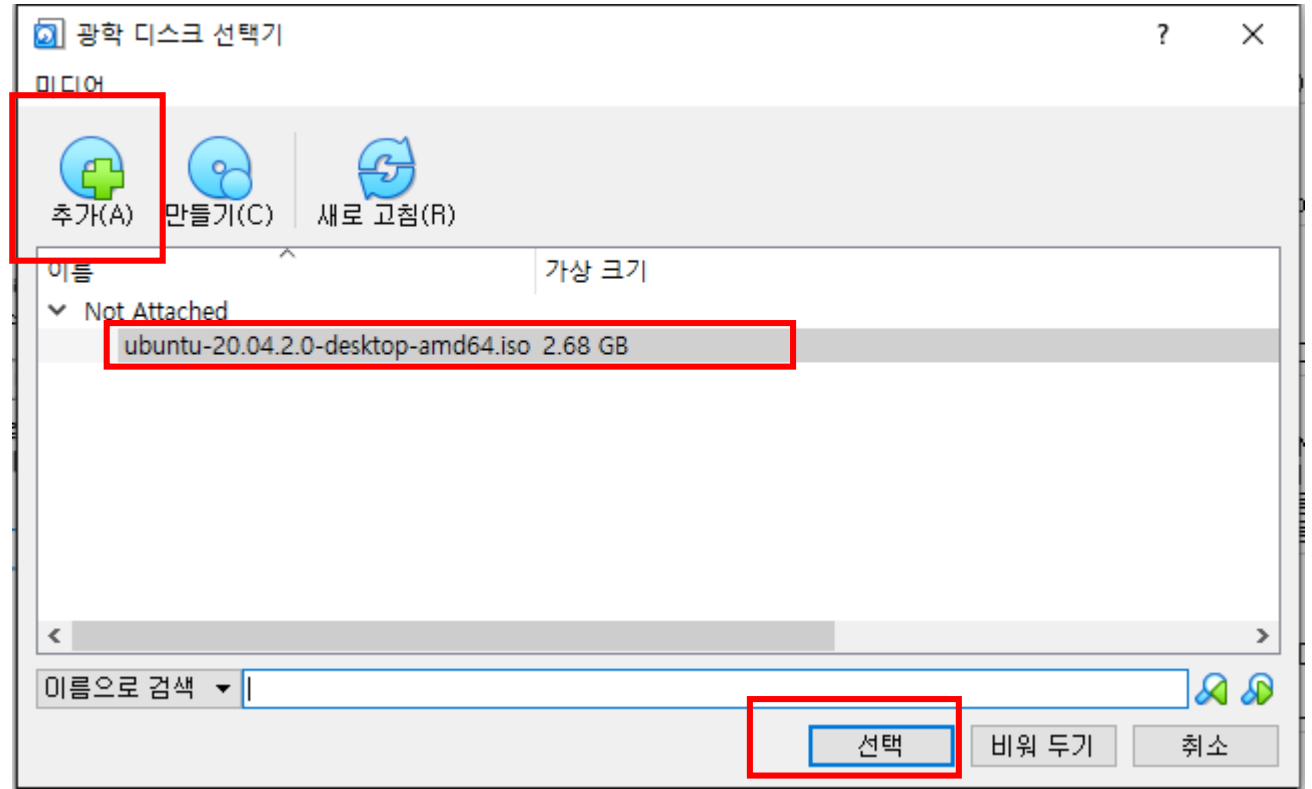 광학 디스크 선택기 ?
미디어
추가(A) 만들기(C) 새로 고침(R)
이름 가상 크기
Not Attached
ubuntu-20.04.2.0-desktop-amd64.iso 2.68 GB
이름으로 검색
선택 비워 두기 취소